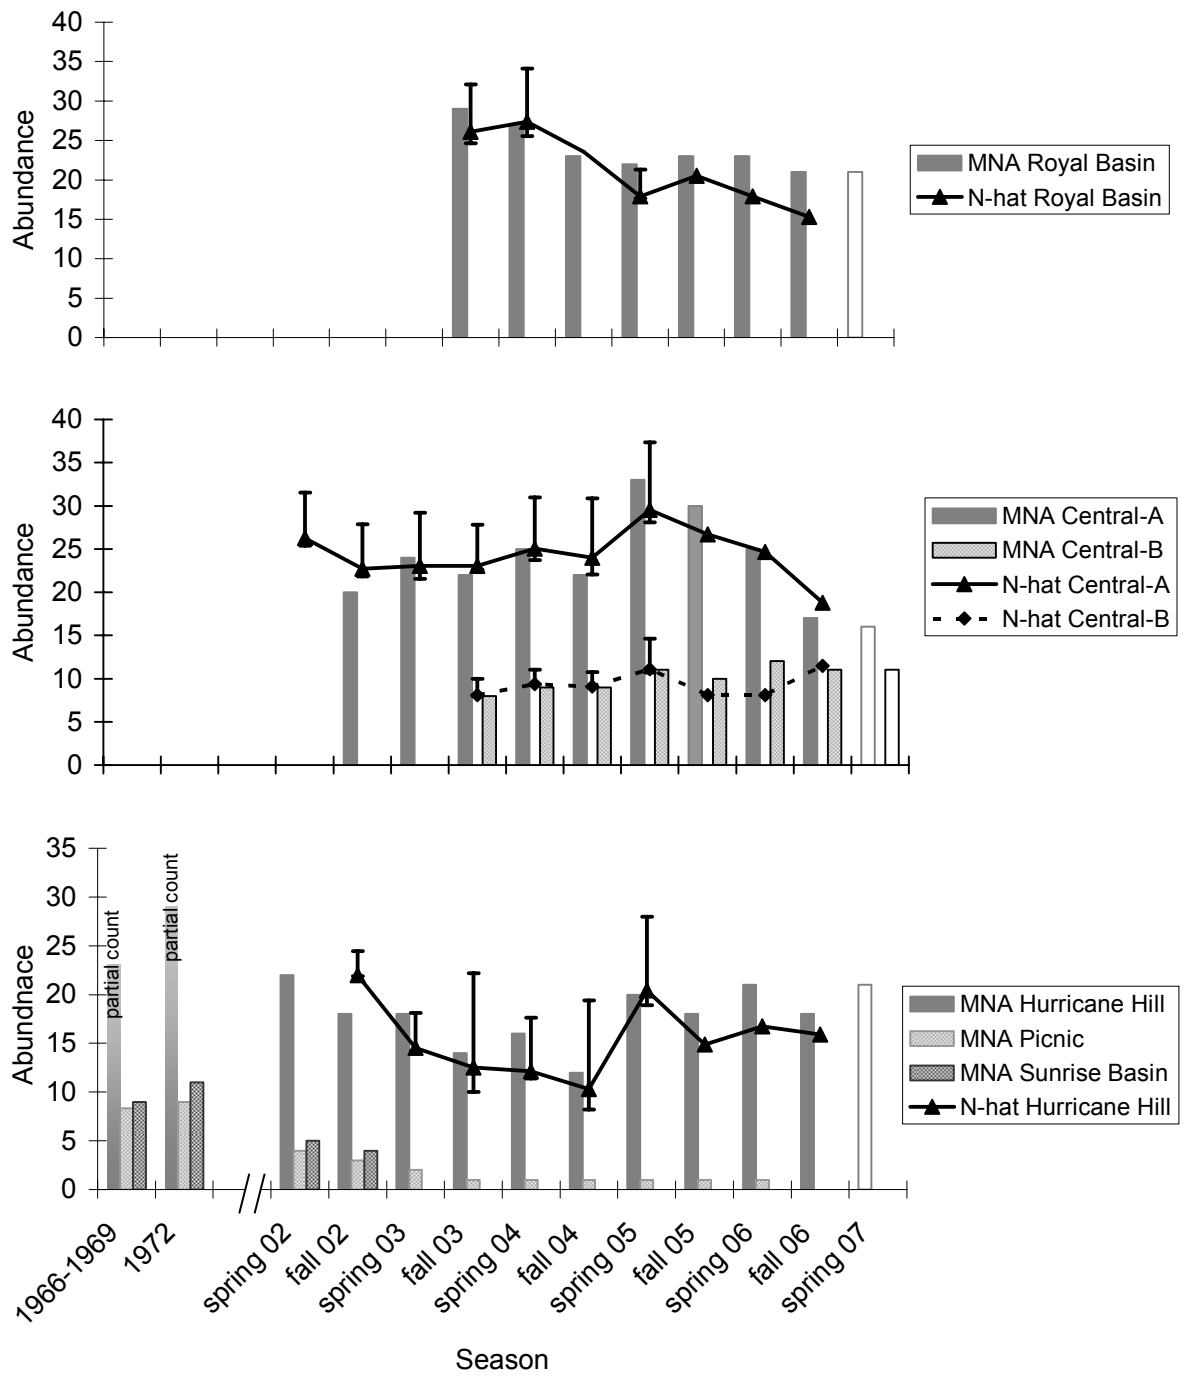 40
35
30
25
20
15
10
5
0
Abundance
MNA Royal Basin
N-hat Royal Basin
40
35
30
25
20
15
10
5
0
Abundance
MNA Central-A
MNA Central-B
N-hat Central-A
N-hat Central-B
35
30
25
20
15
10
5
0
Abundnace
partial count
partial count
MNA Hurricane Hill
MNA Picnic
MNA Sunrise Basin
N-hat Hurricane Hill
1966-1969
1972
spring 02
fall 02
spring 03
fall 03
spring 04
fall 04
spring 05
fall 05
spring 06
fall 06
spring 07
Season